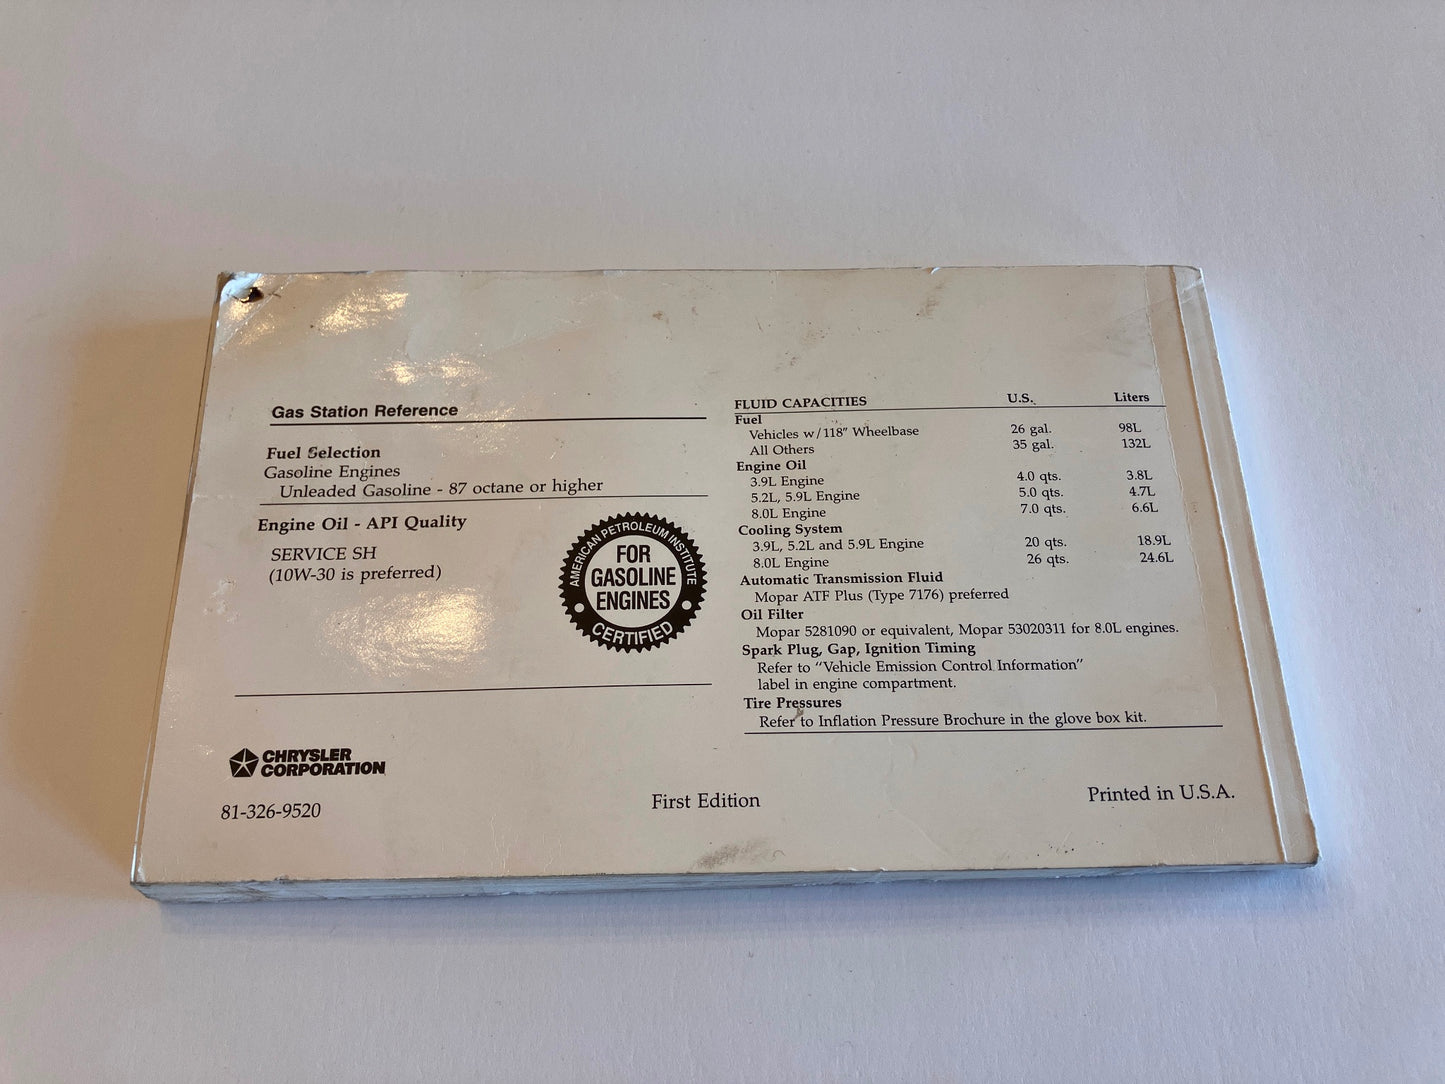 Gas Station Reference
Fuel Selection
Gasoline Engines
Unleaded Gasoline - 87 octane or higher
Engine Oil - API Quality
SERVICE SH
(10W-30 is preferred)
AMERICAN PETROLEUM INSTITUTE
FOR
GASOLINE
ENGINES
CERTIFIED
CHRYSLER
CORPORATION
81-326-9520
FLUID CAPACITIES U.S. Liters
Fuel
Vehicles w/118" Wheelbase 26 gal. 98L
All Others 35 gal. 132L
Engine Oil
3.9L Engine 4.0 qts. 3.8L
5.2L, 5.9L Engine 5.0 qts. 4.7L
8.0L Engine 7.0 qts. 6.6L
Cooling System
3.9L, 5.2L and 5.9L Engine 20 qts. 18.9L
8.0L Engine 26 qts. 24.6L
Automatic Transmission Fluid
Mopar ATF Plus (Type 7176) preferred
Oil Filter
Mopar 5281090 or equivalent, Mopar 53020311 for 8.0L engines.
Spark Plug, Gap, Ignition Timing
Refer to "Vehicle Emission Control Information"
label in engine compartment.
Tire Pressures
Refer to Inflation Pressure Brochure in the glove box kit.
First Edition
Printed in U.S.A.